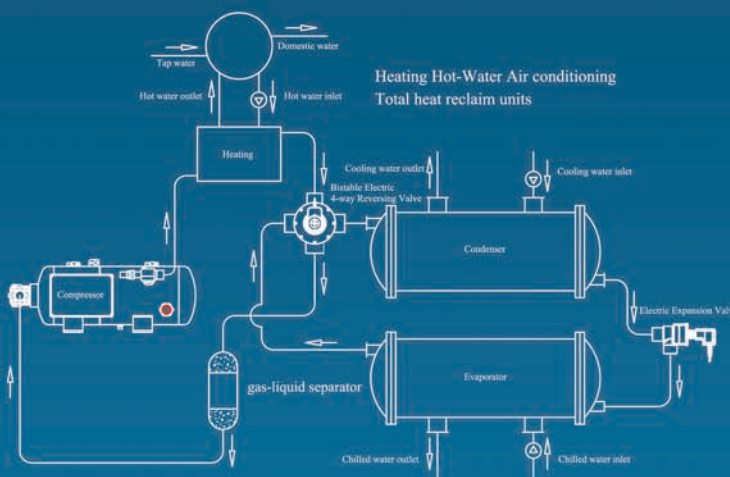 Domestic water
Tap water
Heating Hot-Water Air conditioning
Total heat reclaim units
Hot water outlet
Hot water inlet
Heating
Cooling water outlet
Cooling water inlet
Bistable Electric
4-way Reversing Valve
Condenser
Compressor
Electric Expansion Val
gas-liquid separator
Evaporator
Chilled water outlet
Chilled water inlet